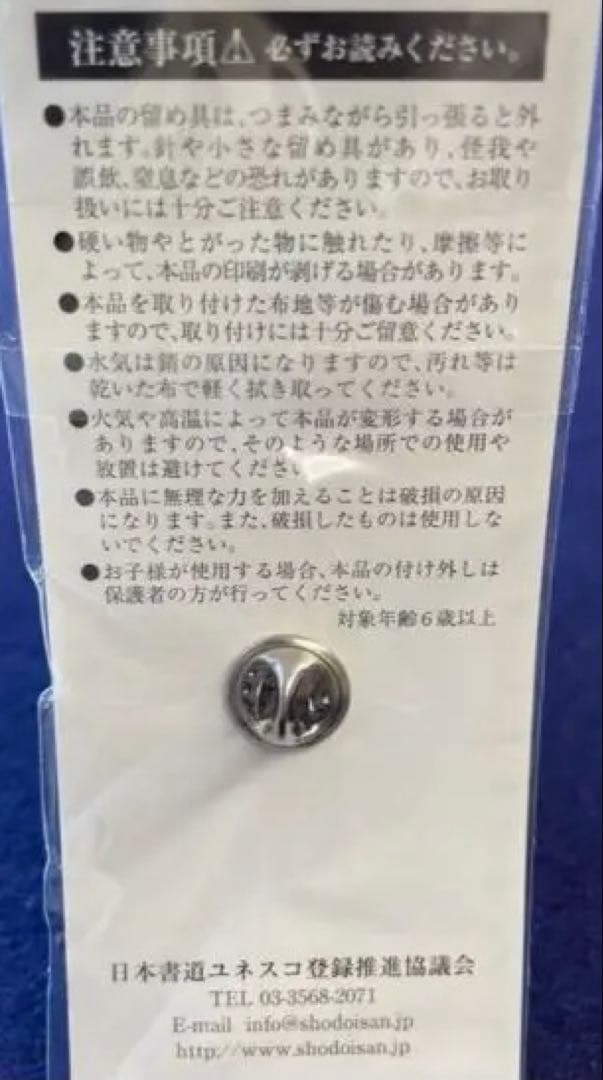 注意事項⚠必ずお読みください。
●本品の留め具は、つまみながら引っ張ると外
れます。針や小さな留め具があり、怪我や
誤飲、窒息などの恐れがありますので、お取り
扱いには十分ご注意ください。
●硬い物やとがった物に触れたり、摩擦等に
よって、本品の印刷が剥げる場合があります。
●本品を取り付けた布地等が傷む場合があり
ますので、取り付けには十分ご留意ください。
●水気は錆の原因になりますので、汚れ等は
乾いた布で軽く拭き取ってください。
●火気や高温によって本品が変形する場合が
ありますので、そのような場所での使用や
放置は避けてください
●本品に無理な力を加えることは破損の原因
になります。また、破損したものは使用しな
いでください。
●お子様が使用する場合、本品の付け外しは
保護者の方が行ってください。
対象年齢6歳以上
日本書道ユネスコ登録推進協議会
TEL 03-3568-2071
E-mail info@shodoisan.jp
http://www.shodoisan.jp